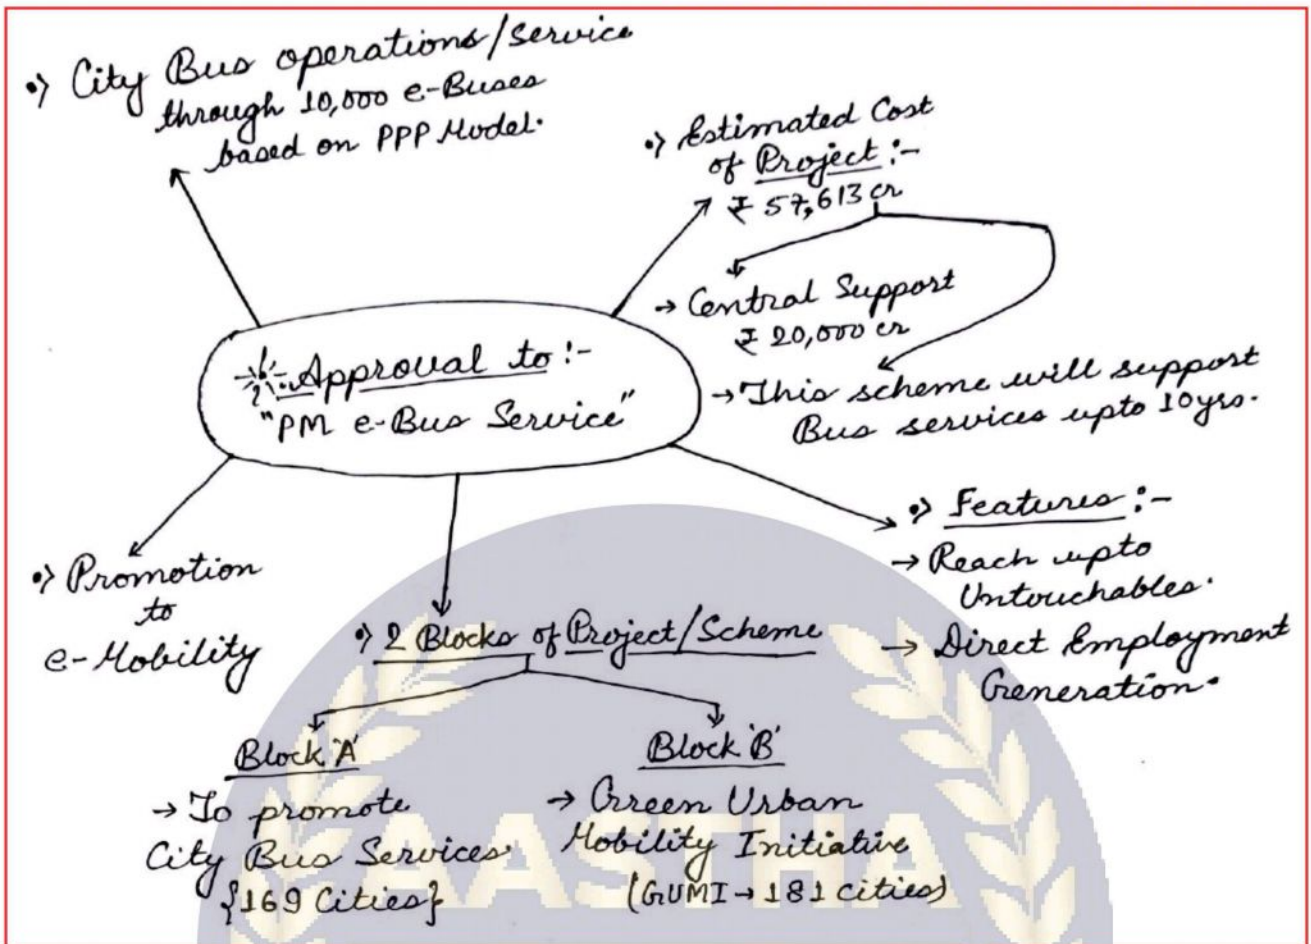 •} City Bus operations/service
through 10,000 e-Buses
based on PPP Model.
•} Estimated Cost
of Project :-
₹ 57,613 cr
→ Central Support
₹ 20,000 cr
→ This scheme will support
Bus services upto 10yrs.
Approval to :-
"PM e-Bus Service"
•} Features :-
→ Reach upto
Untouchables.
→ Direct Employment
Generation.
•} Promotion
to
e-Mobility
•} 2 Blocks of Project/Scheme
Block 'A'
→ To promote
City Bus Services
{169 Cities}
Block 'B'
→ Green Urban
Mobility Initiative
(GUMI → 181 cities)
AASTHA